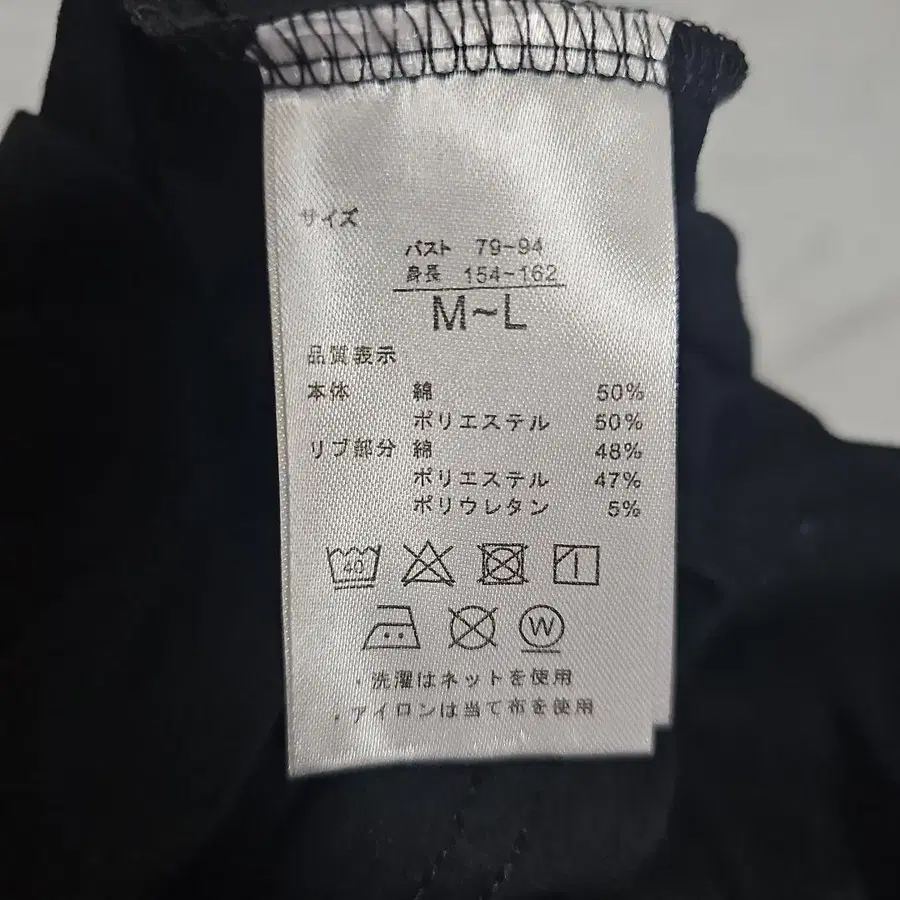 サイズ
バスト 79-94
身長 154-162
M~L
品質表示
本体 綿 50%
ポリエステル 50%
リブ部分 綿 48%
ポリエステル 47%
ポリウレタン 5%
40
W
・洗濯はネットを使用
・アイロンは当て布を使用